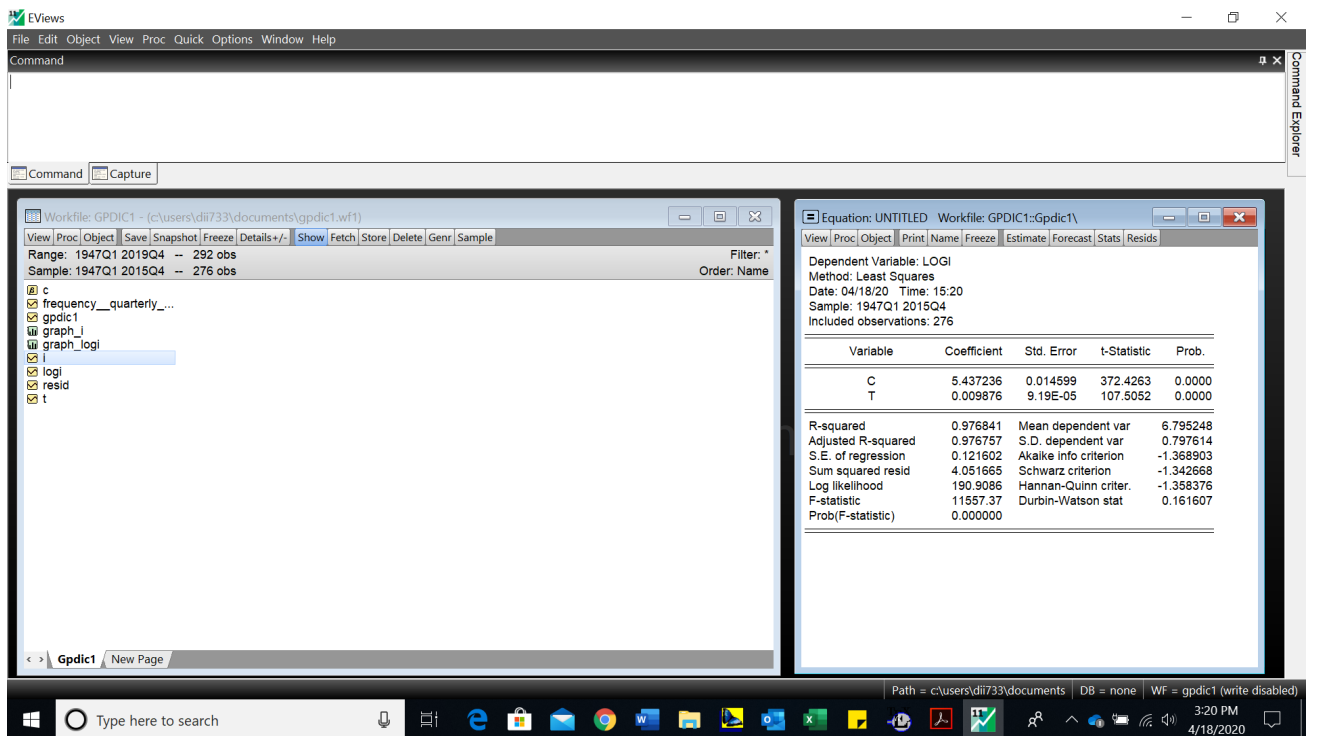 EViews
File Edit Object View Proc Quick Options Window Help
Command
Command Explorer
Command Capture
Workfile: GPDIC1 - (c:\users\dii733\documents\gpdic1.wf1)
View Proc Object Save Snapshot Freeze Details+/- Show Fetch Store Delete Genr Sample
Range: 1947Q1 2019Q4 -- 292 obs Filter: *
Sample: 1947Q1 2015Q4 -- 276 obs Order: Name
c
frequency__quarterly_...
gpdic1
graph_i
graph_logi
i
logi
resid
t
Gpdic1 New Page
Equation: UNTITLED Workfile: GPDIC1::Gpdic1\
View Proc Object Print Name Freeze Estimate Forecast Stats Resids
Dependent Variable: LOGI
Method: Least Squares
Date: 04/18/20 Time: 15:20
Sample: 1947Q1 2015Q4
Included observations: 276
Variable Coefficient Std. Error t-Statistic Prob.
C 5.437236 0.014599 372.4263 0.0000
T 0.009876 9.19E-05 107.5052 0.0000
R-squared 0.976841 Mean dependent var 6.795248
Adjusted R-squared 0.976757 S.D. dependent var 0.797614
S.E. of regression 0.121602 Akaike info criterion -1.368903
Sum squared resid 4.051665 Schwarz criterion -1.342668
Log likelihood 190.9086 Hannan-Quinn criter. -1.358376
F-statistic 11557.37 Durbin-Watson stat 0.161607
Prob(F-statistic) 0.000000
Path = c:\users\dii733\documents DB = none WF = gpdic1 (write disabled)
Type here to search
3:20 PM
4/18/2020